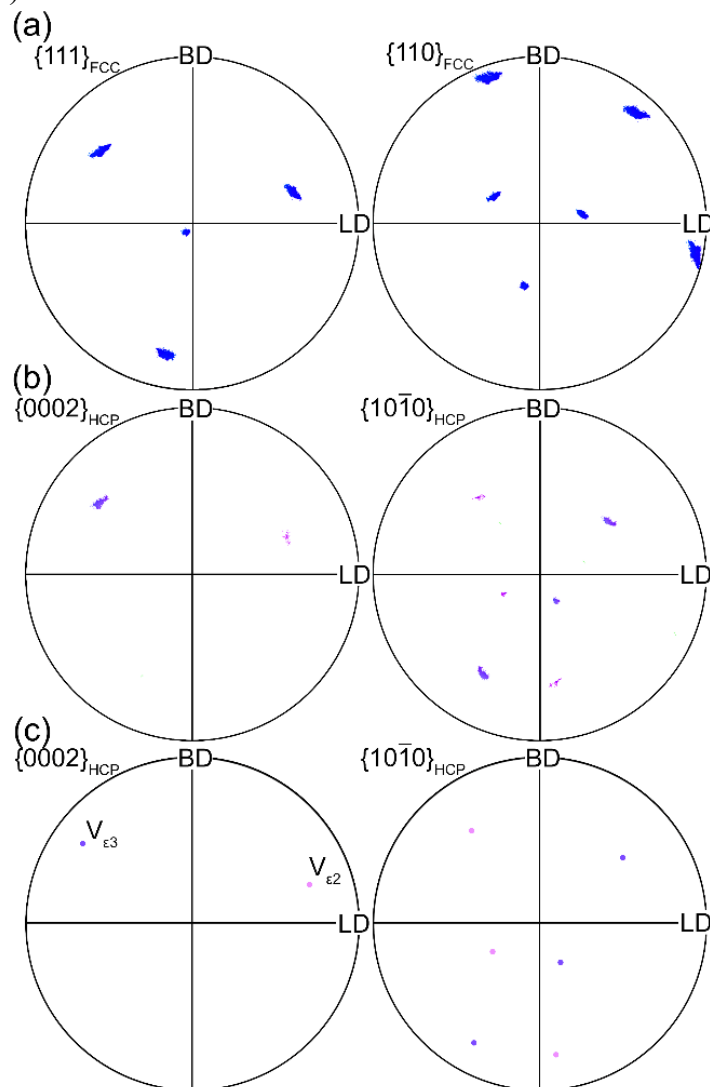 )
(a)
{111}FCC BD {110}FCC BD
LD LD
(b)
{0002}HCP BD {101̅0}HCP BD
LD LD
(c)
{0002}HCP BD {101̅0}HCP BD
Vε3
Vε2
LD LD